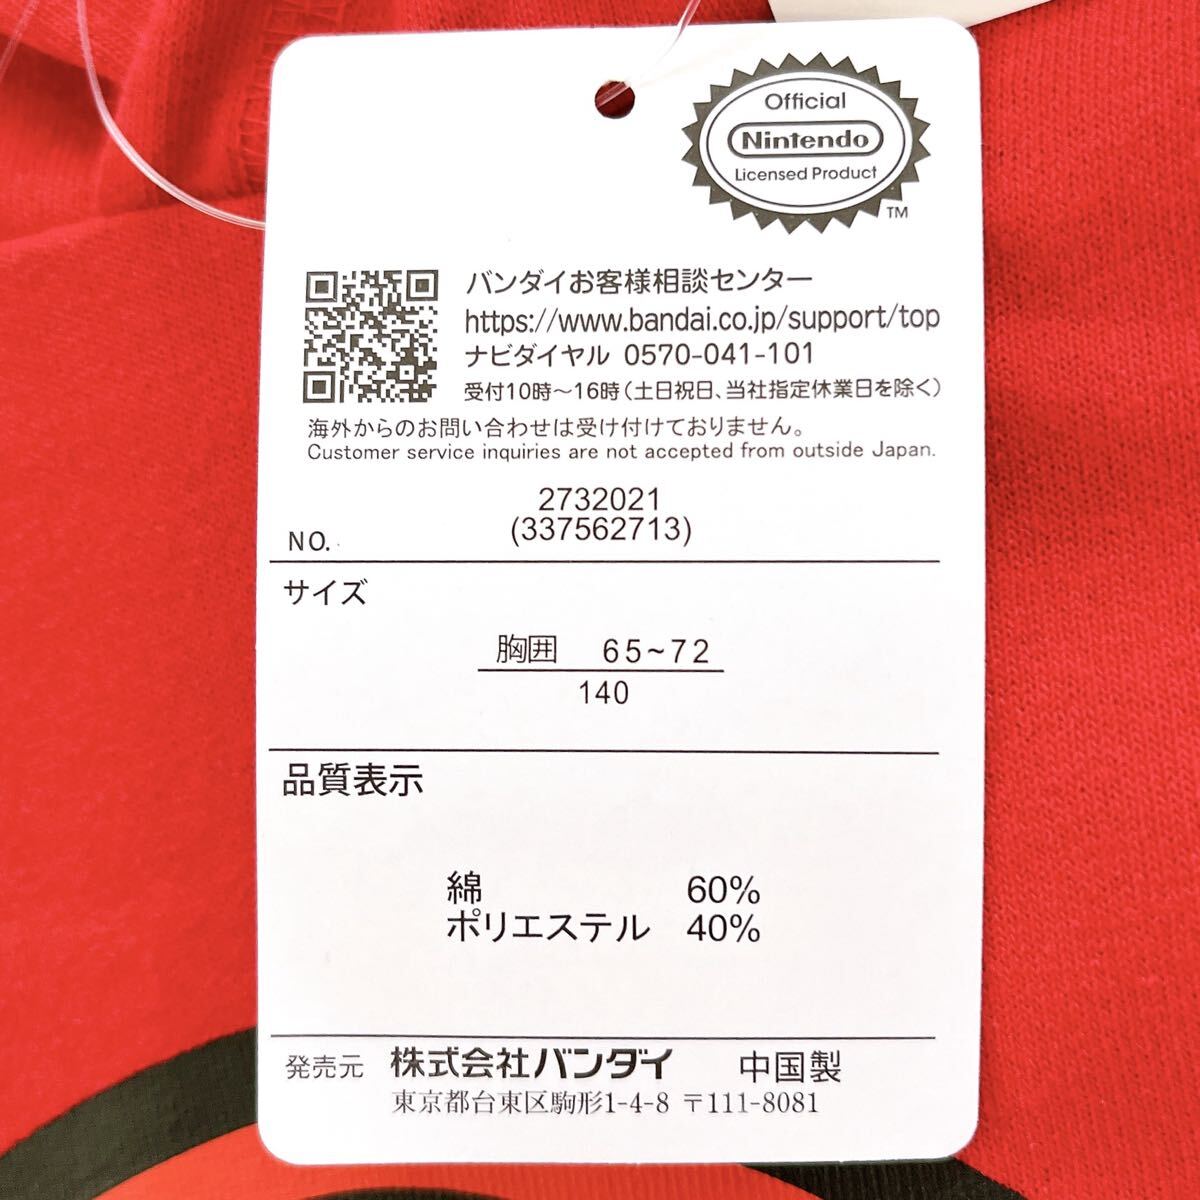 Official
Nintendo
Licensed Product
TM
バンダイお客様相談センター
https://www.bandai.co.jp/support/top
ナビダイヤル 0570-041-101
受付10時～16時(土日祝日、当社指定休業日を除く)
海外からのお問い合わせは受け付けておりません。
Customer service inquiries are not accepted from outside Japan.
NO. 2732021
(337562713)
サイズ
胸囲 65~72
140
品質表示
綿 60%
ポリエステル 40%
発売元 株式会社バンダイ 中国製
東京都台東区駒形1-4-8 〒111-8081